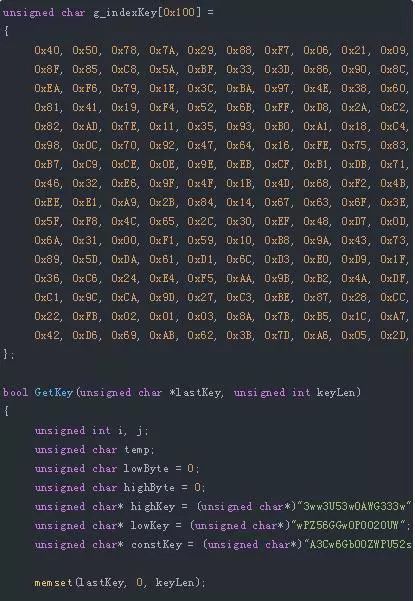 unsigned char g_indexKey[0x100] =
{
0x40, 0x50, 0x78, 0x7A, 0x29, 0x88, 0xF7, 0x06, 0x21, 0x09,
0x8F, 0x85, 0xC8, 0x5A, 0xBF, 0x33, 0x3D, 0x86, 0x90, 0x8C,
0xEA, 0xF6, 0x79, 0x1E, 0x3C, 0xBA, 0x97, 0x4E, 0x38, 0x60,
0x81, 0x41, 0x19, 0xF4, 0x52, 0x6B, 0xFF, 0xD8, 0x2A, 0xC2,
0x82, 0xAD, 0x7E, 0x11, 0x35, 0x93, 0xB0, 0xA1, 0x18, 0xC4,
0x98, 0x0C, 0x70, 0x92, 0x47, 0x64, 0x16, 0xFE, 0x75, 0x83,
0xB7, 0xC9, 0xCE, 0x0E, 0x9E, 0xEB, 0xCF, 0xB1, 0xDB, 0x71,
0x46, 0x32, 0xE6, 0x9F, 0x4F, 0x1B, 0x4D, 0x68, 0xF2, 0x4B,
0xEE, 0xE1, 0xA9, 0x2B, 0x84, 0x14, 0x67, 0x63, 0x6F, 0x3E,
0x5F, 0xF8, 0x4C, 0x65, 0x2C, 0x30, 0xEF, 0x48, 0xD7, 0x0D,
0x6A, 0x31, 0x00, 0xF1, 0x59, 0x10, 0xB8, 0x9A, 0x43, 0x73,
0x89, 0x5D, 0xDA, 0x61, 0xD1, 0x6C, 0xD3, 0xE0, 0xD9, 0x1F,
0x36, 0xC6, 0x24, 0xE4, 0xF5, 0xAA, 0x9B, 0xB2, 0x4A, 0xDF,
0xC1, 0x9C, 0xCA, 0x9D, 0x27, 0xC3, 0xBE, 0x87, 0x28, 0xCC,
0x22, 0xFB, 0x02, 0x01, 0x03, 0x8A, 0x7B, 0xB5, 0x1C, 0xA7,
0x42, 0xD6, 0x69, 0xAB, 0x62, 0x3B, 0x7D, 0xA6, 0x05, 0x2D,
};
bool GetKey(unsigned char *lastKey, unsigned int keyLen)
{
unsigned int i, j;
unsigned char temp;
unsigned char lowByte = 0;
unsigned char highByte = 0;
unsigned char* highKey = (unsigned char*)"3ww3U53wOAWG333w"
unsigned char* lowKey = (unsigned char*)"wPZ56GGw0P0020UW";
unsigned char* constKey = (unsigned char*)"A3Cw6Gb00ZWPU52s
memset(lastKey, 0, keyLen);